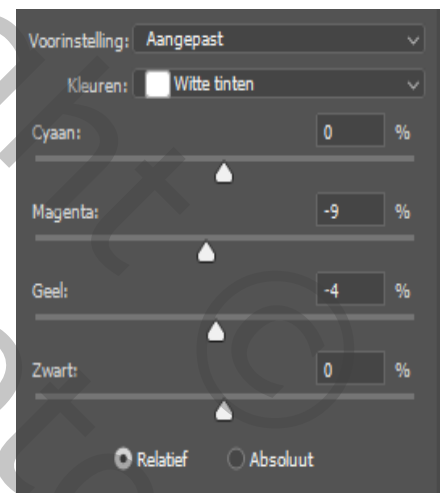 Voorinstelling: Aangepast
Kleuren: Witte tinten
Cyaan: 0 %
Magenta: -9 %
Geel: -4 %
Zwart: 0 %
Relatief Absoluut